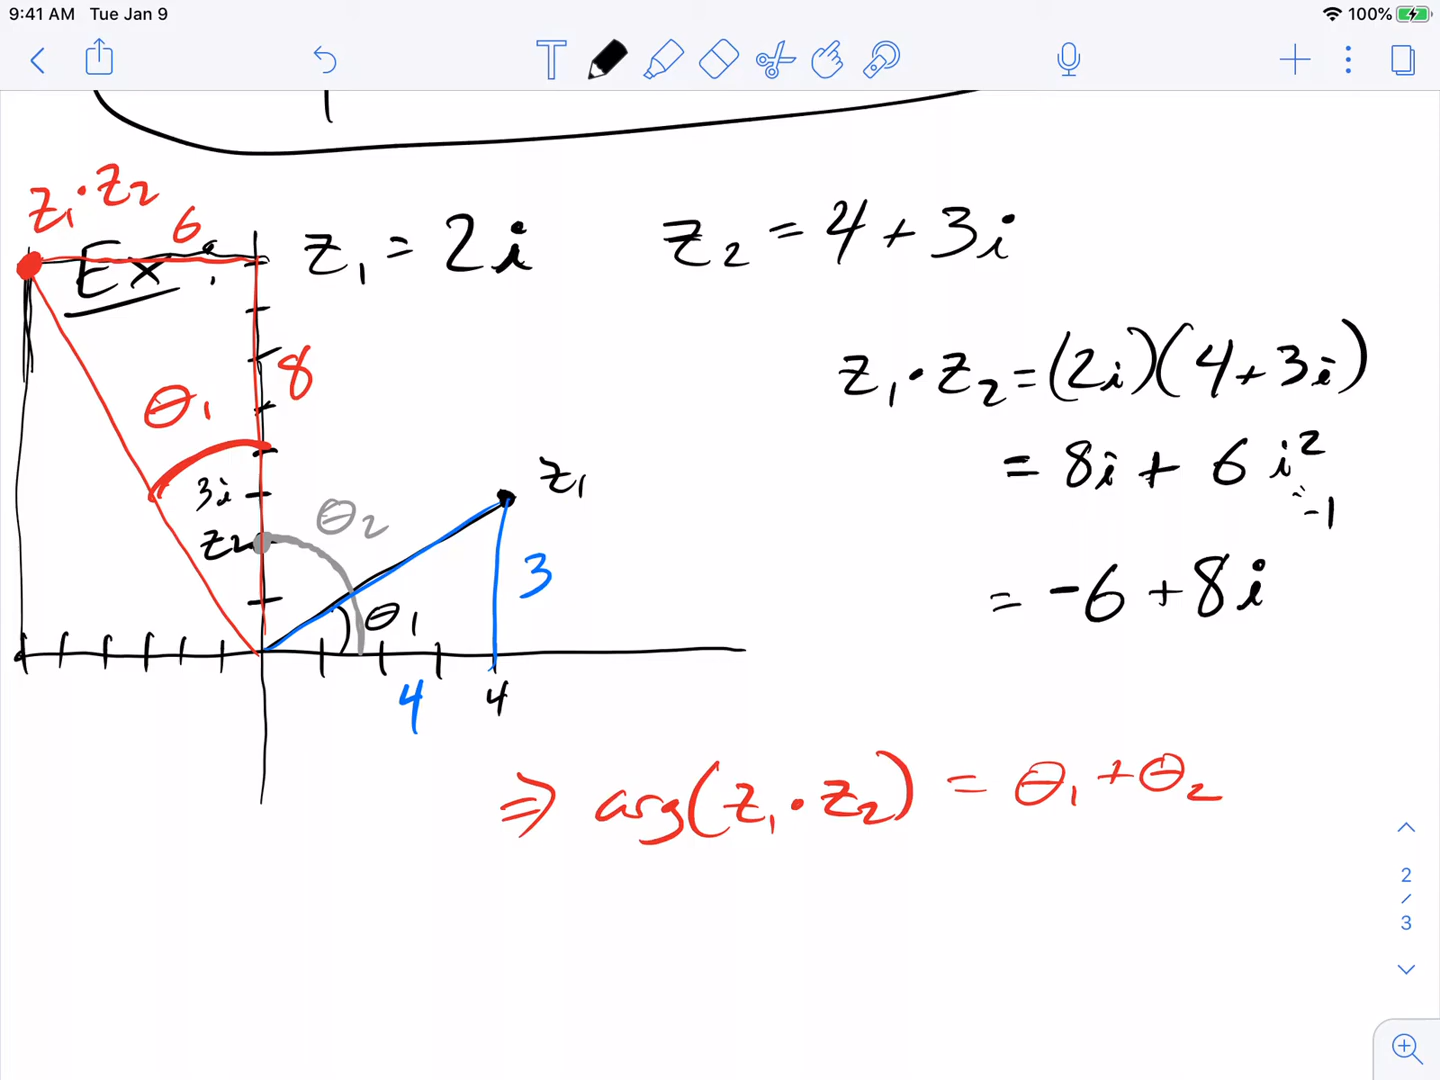 9:41 AM Tue Jan 9
100%
T
z₁·z₂
6
Ex:
z₁ = 2i
z₂ = 4 + 3i
z₁·z₂ = (2i)(4+3i)
8
θ₁
= 8i + 6i²
-1
3i
z₁
θ₂
z₂
3
= -6 + 8i
θ₁
4
4
⇒ arg(z₁·z₂) = θ₁ + θ₂
2
/
3